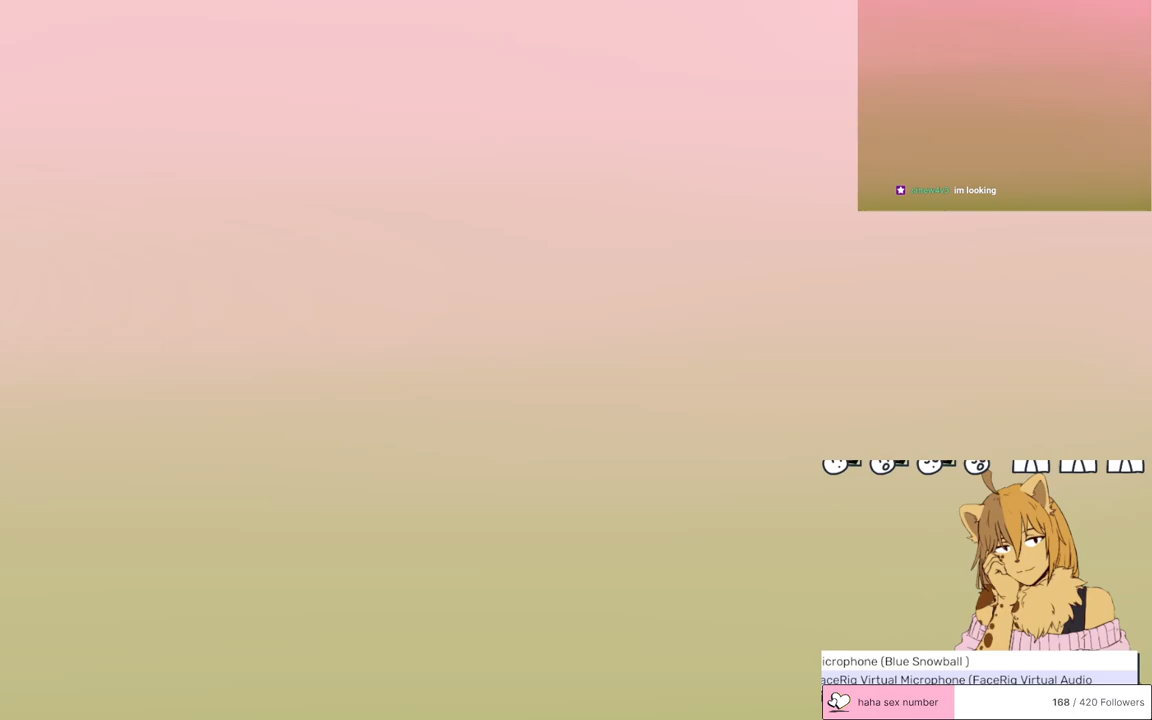 im looking
icrophone (Blue Snowball )
aceRig Virtual Microphone (FaceRig Virtual Audio
haha sex number
168 / 420 Followers